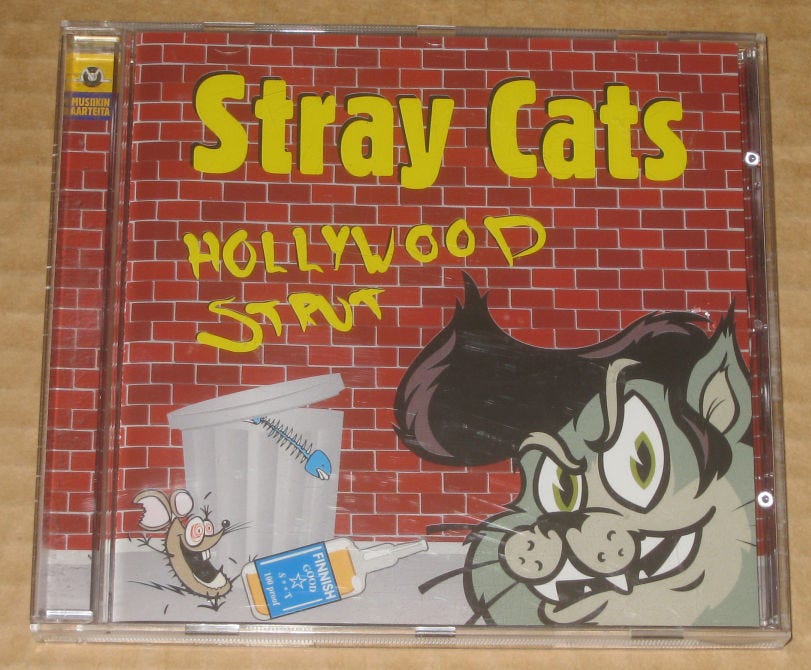 MUSIIKIN
AARTEITA
Stray Cats
HOLLYWOOD
STRUT
FINNISH
GOOD
S**T
100 proof